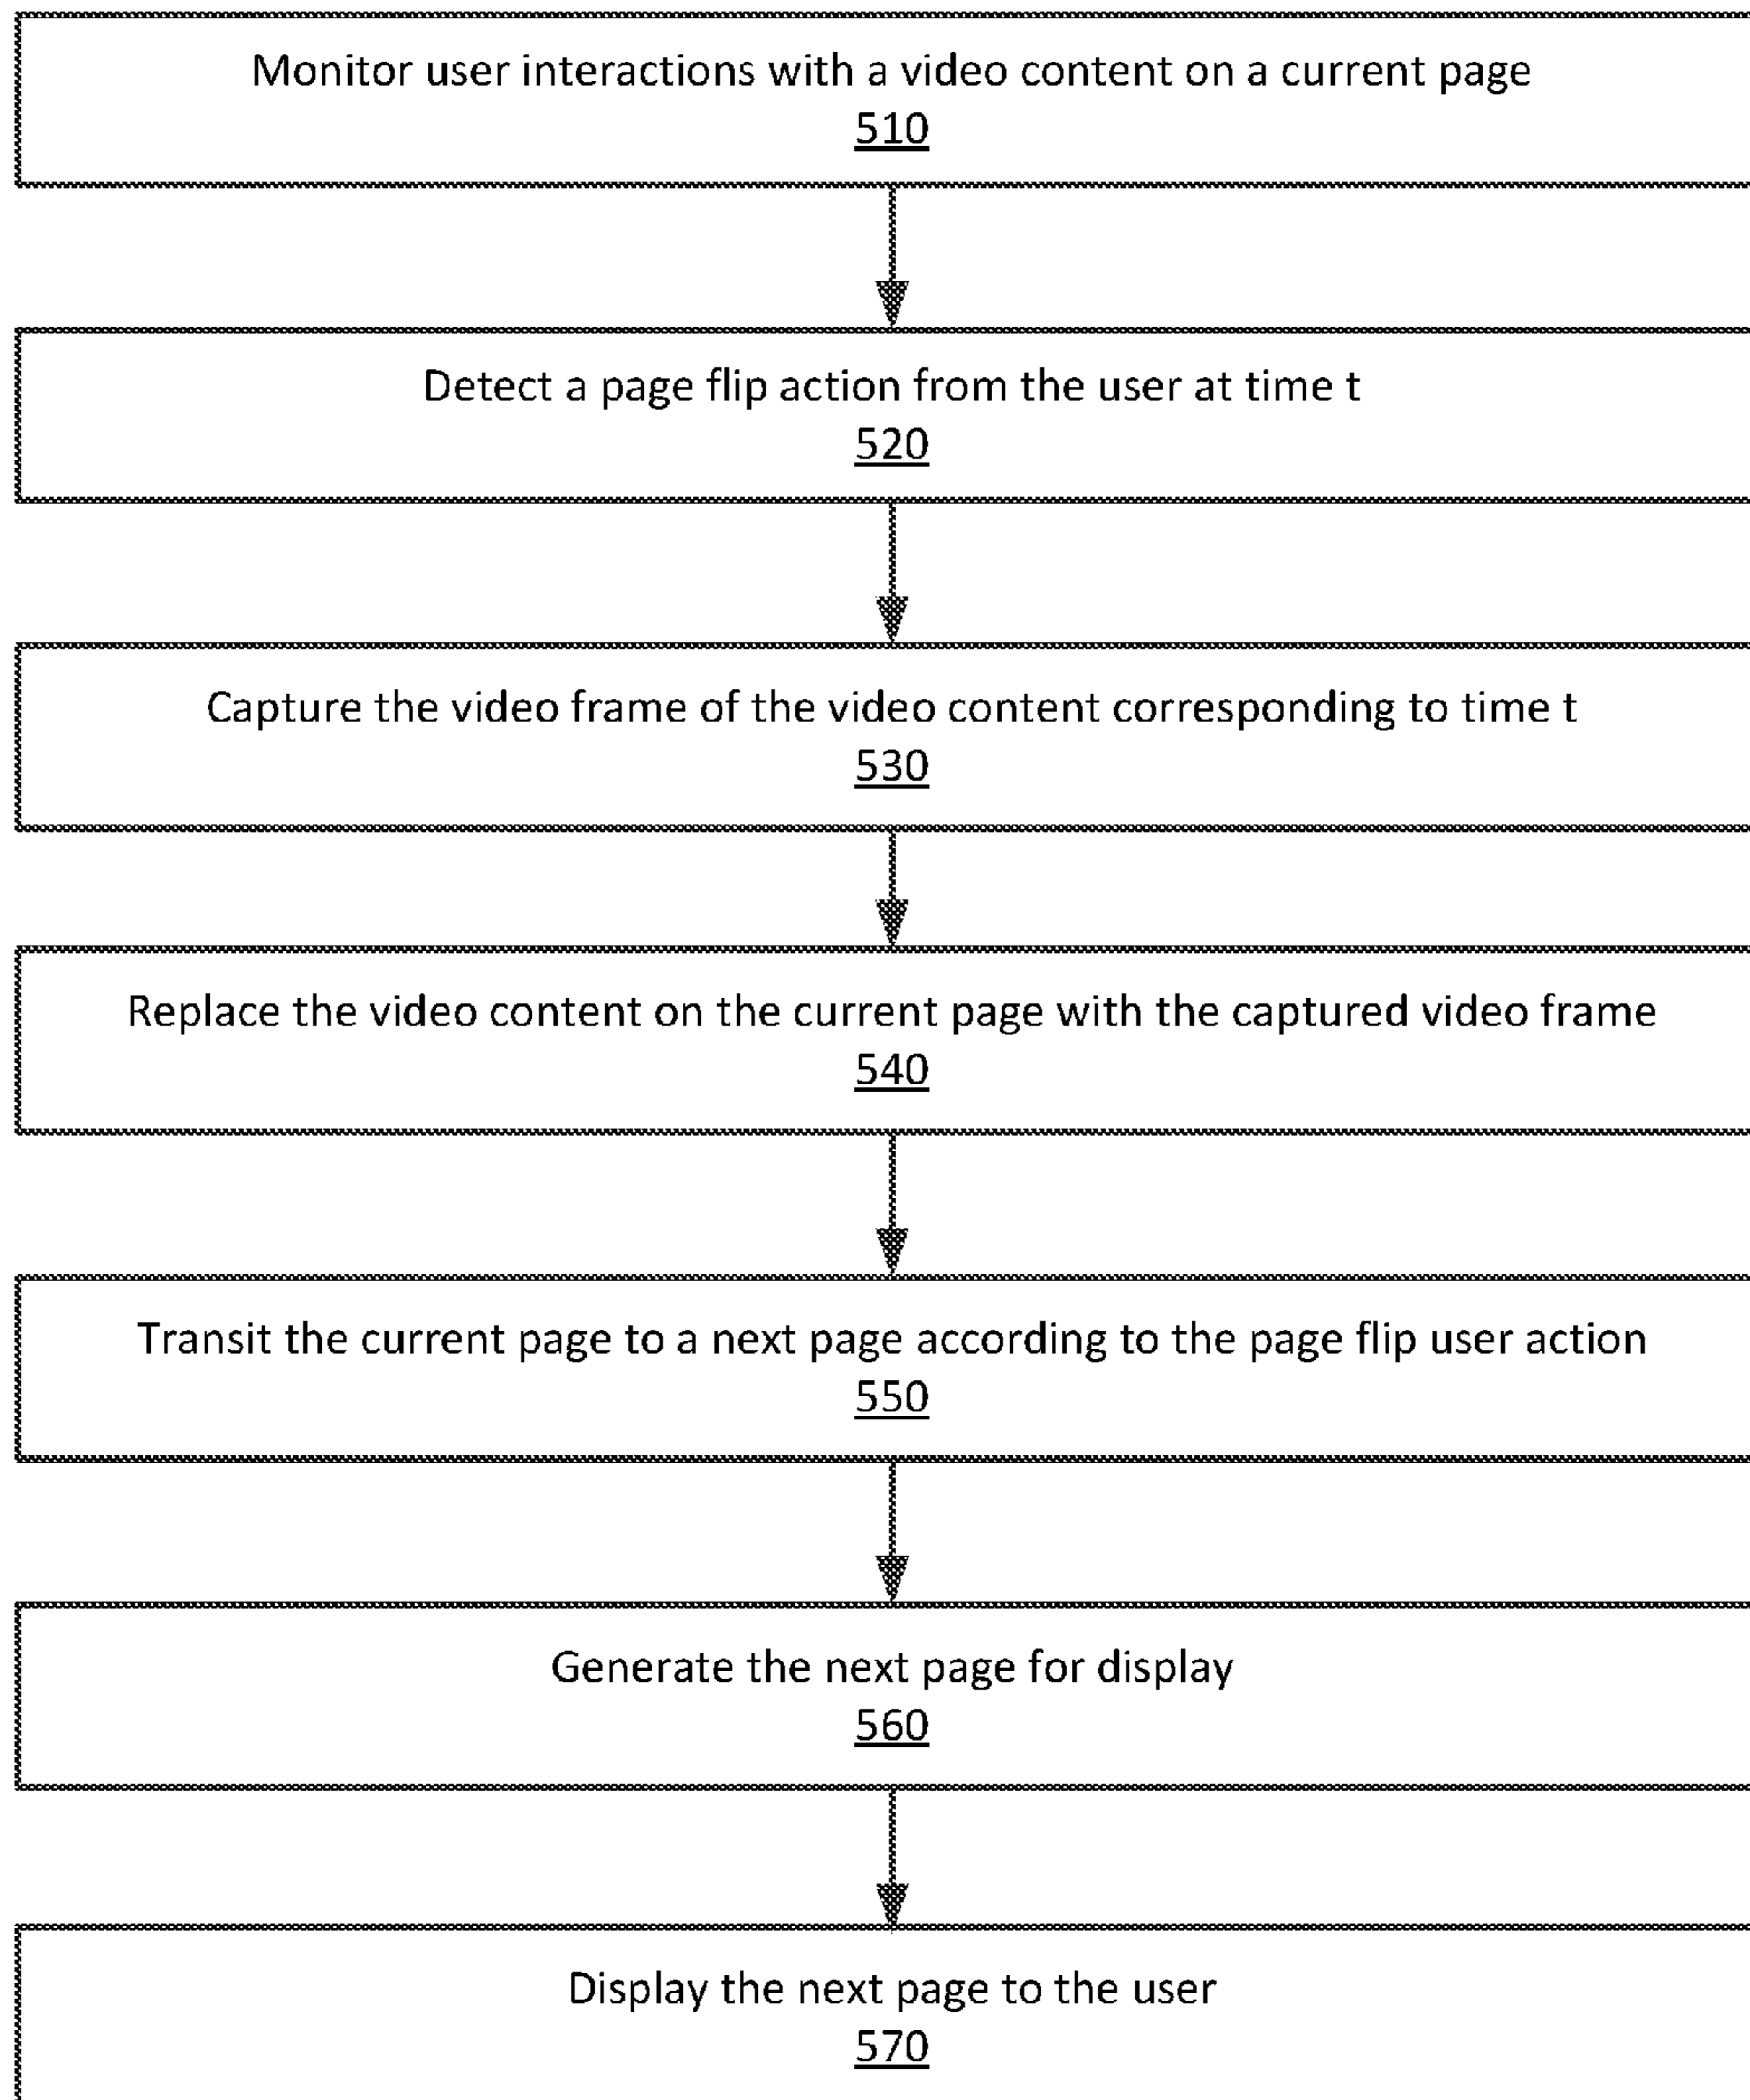 Monitor user interactions with a video content on a current page
510
Detect a page flip action from the user at time t
520
Capture the video frame of the video content corresponding to time t
530
Replace the video content on the current page with the captured video frame
540
Transit the current page to a next page according to the page flip user action
550
Generate the next page for display
560
Display the next page to the user
570